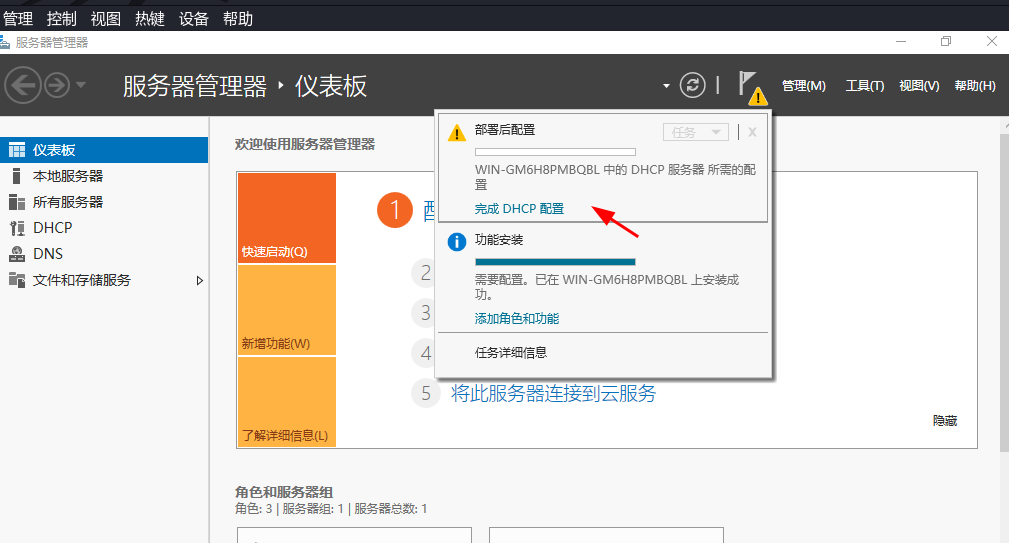 管理 控制 视图 热键 设备 帮助
服务器管理器
服务器管理器 仪表板
管理(M) 工具(T) 视图(V) 帮助(H)
仪表板
本地服务器
所有服务器
DHCP
DNS
文件和存储服务
欢迎使用服务器管理器
快速启动(Q)
新增功能(W)
了解详细信息(L)
1
2
3
4
5 将此服务器连接到云服务
隐藏
部署后配置
任务 X
WIN-GM6H8PMBQBL 中的 DHCP 服务器 所需的配
置
完成 DHCP 配置
功能安装
需要配置。已在 WIN-GM6H8PMBQBL 上安装成
功。
添加角色和功能
任务详细信息
角色和服务器组
角色: 3 | 服务器组: 1 | 服务器总数: 1